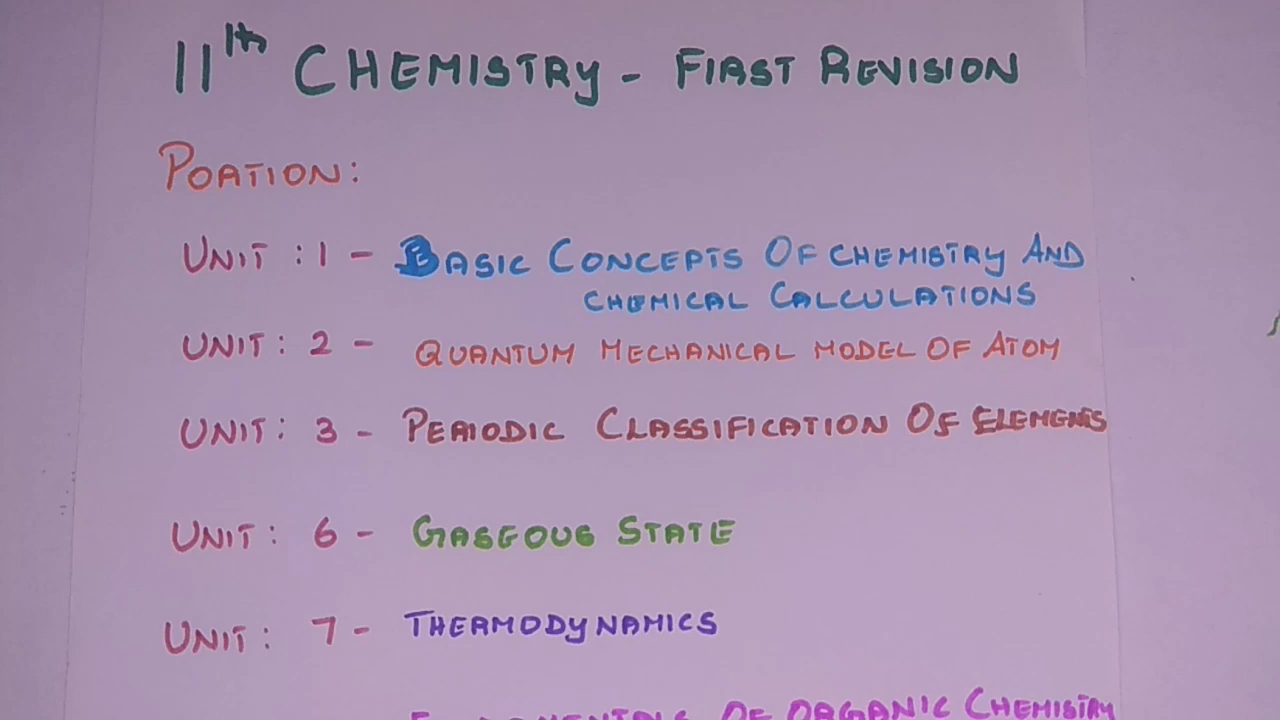 11th CHEMISTRY - FIRST REVISION
PORTION:
UNIT : 1 - BASIC CONCEPTS OF CHEMISTRY AND
CHEMICAL CALCULATIONS
UNIT : 2 - QUANTUM MECHANICAL MODEL OF ATOM
UNIT : 3 - PERIODIC CLASSIFICATION OF ELEMENTS
UNIT : 6 - GASEOUS STATE
UNIT : 7 - THERMODYNAMICS
FUNDAMENTALS OF ORGANIC CHEMISTRY